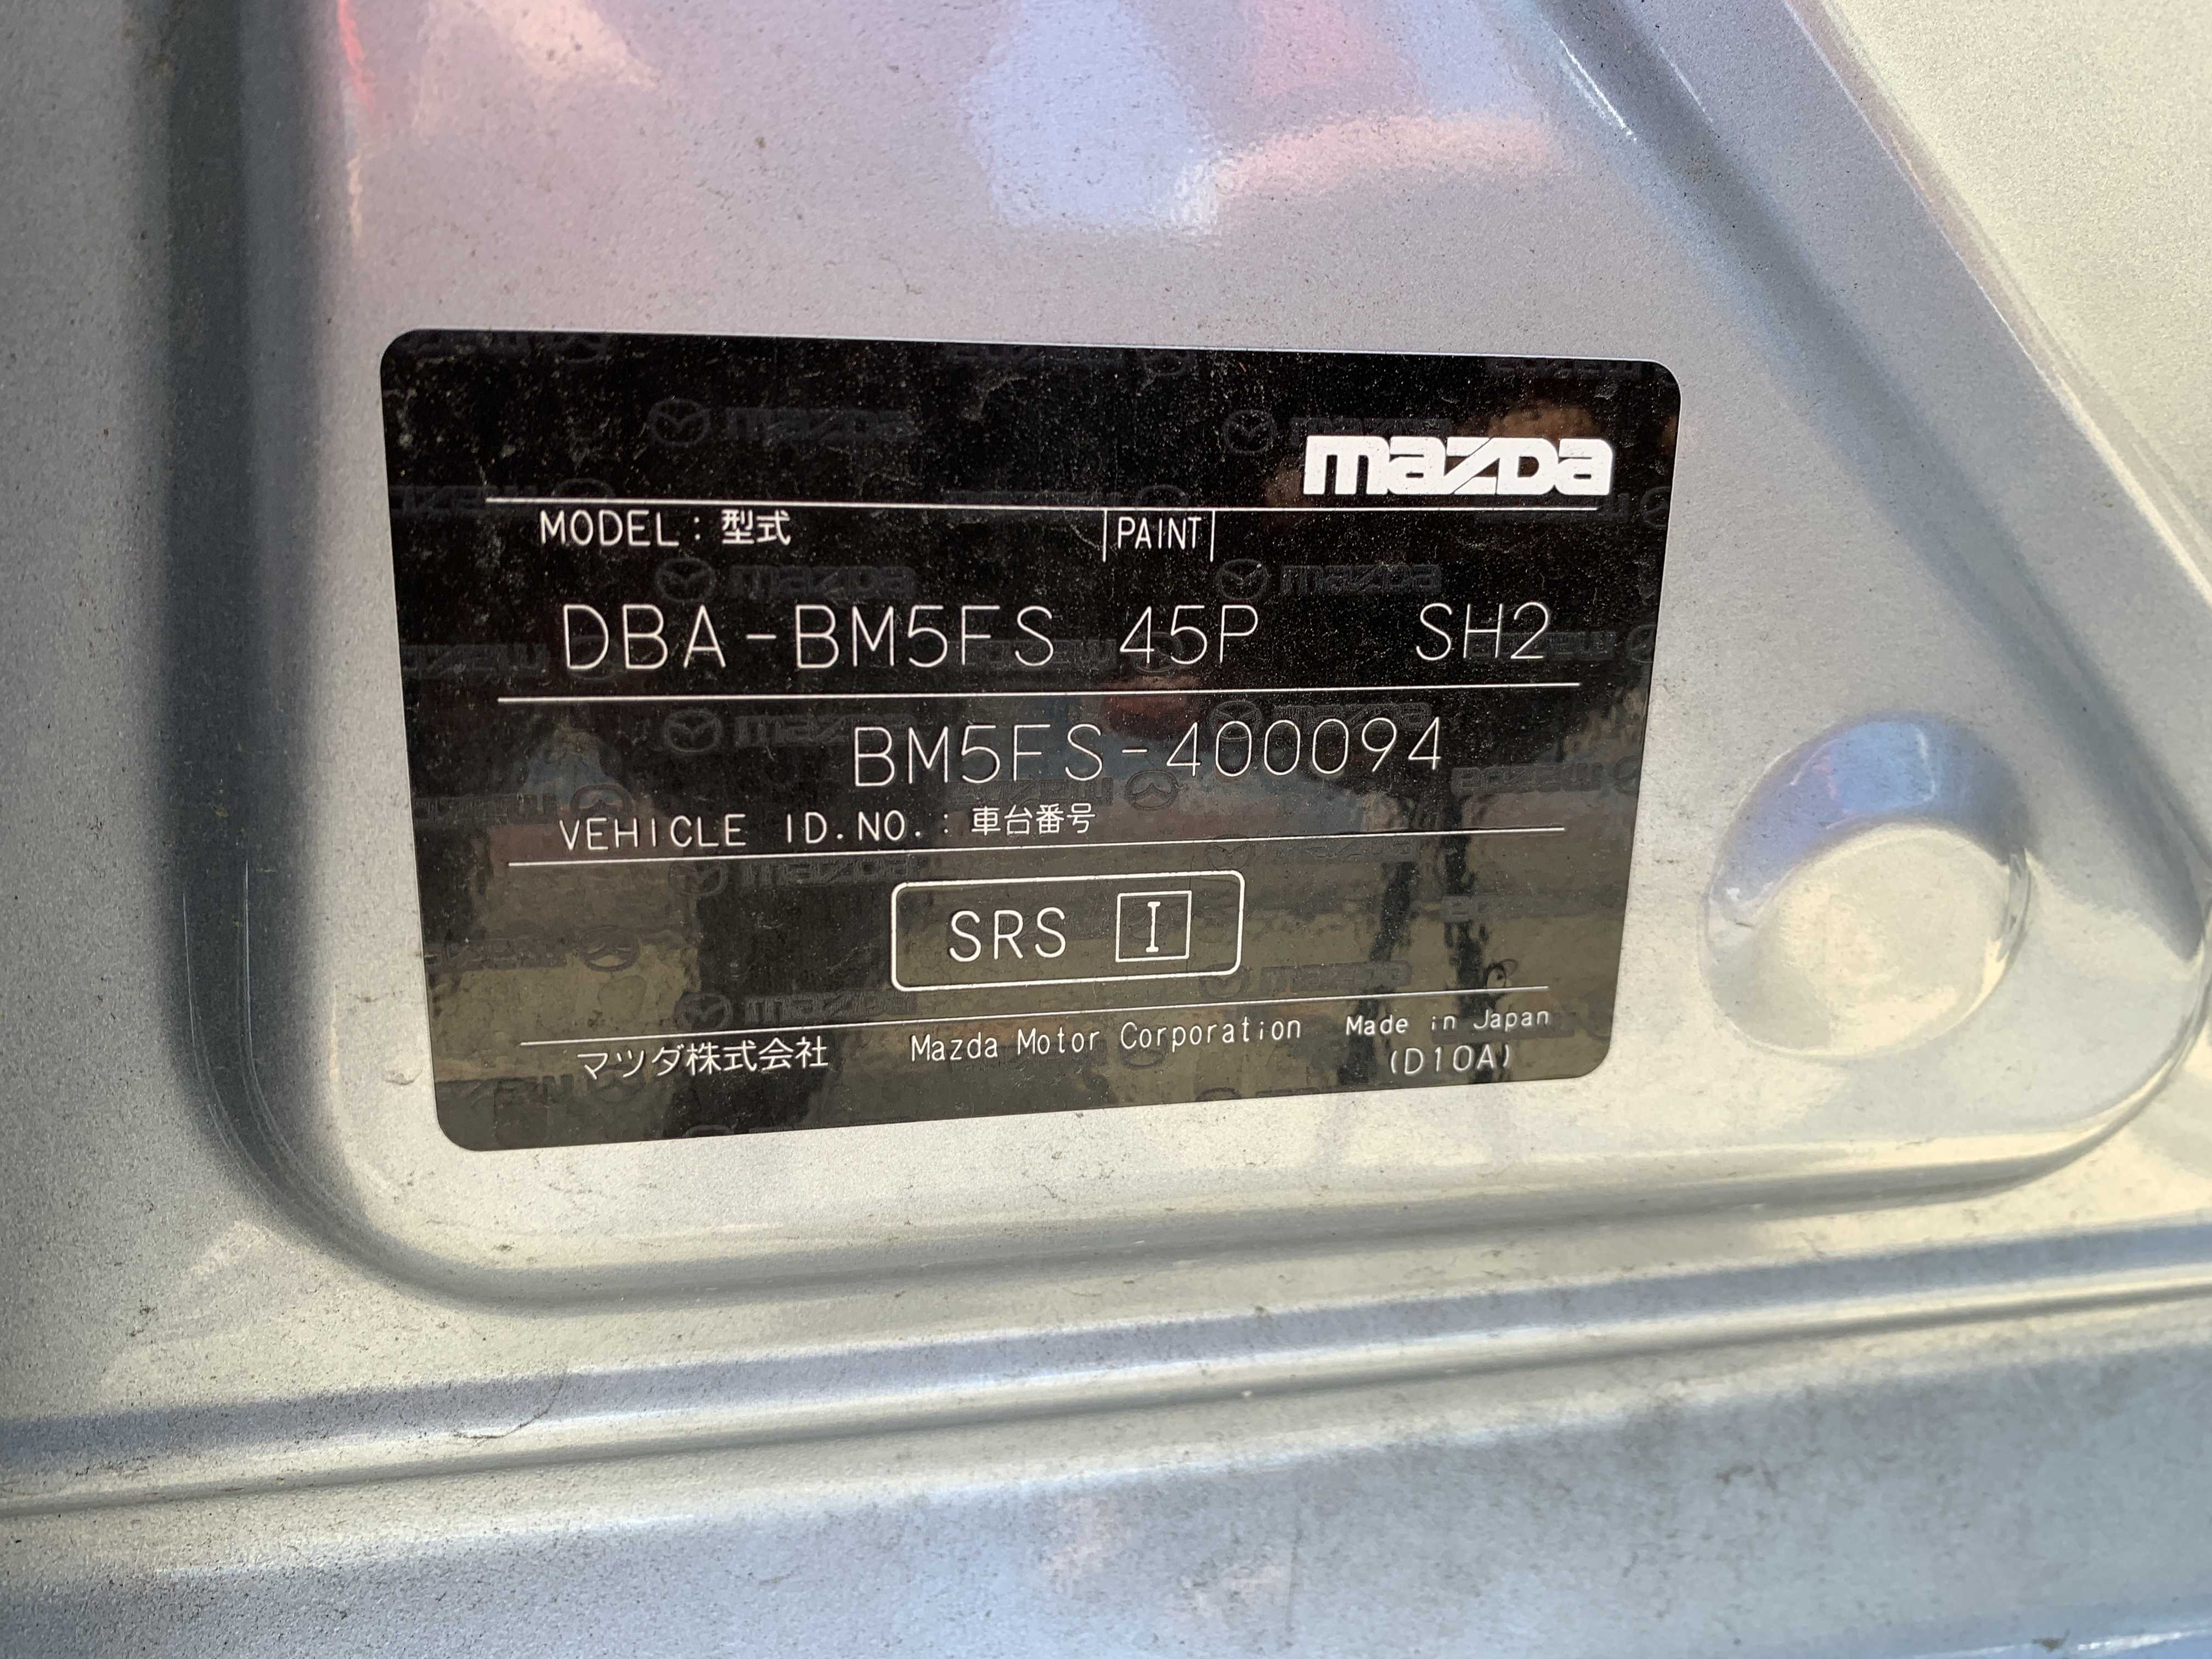 mazda
MODEL : 型式 PAINT
DBA-BM5FS 45P SH2
BM5FS-400094
VEHICLE ID.NO. : 車台番号
SRS I
マツダ株式会社 Mazda Motor Corporation Made in Japan
(D10A)